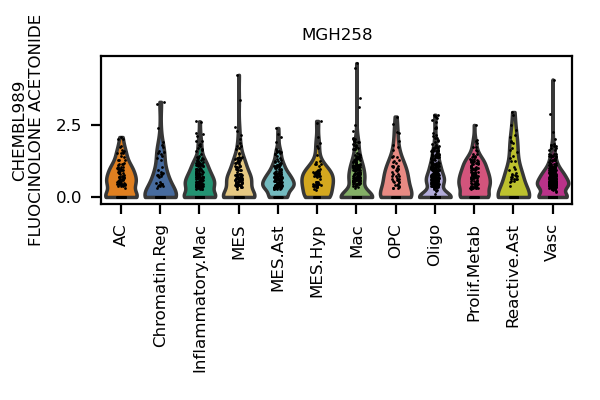 MGH258
CHEMBL989
FLUOCINOLONE ACETONIDE
2.5
0.0
AC
Chromatin.Reg
Inflammatory.Mac
MES
MES.Ast
MES.Hyp
Mac
OPC
Oligo
Prolif.Metab
Reactive.Ast
Vasc